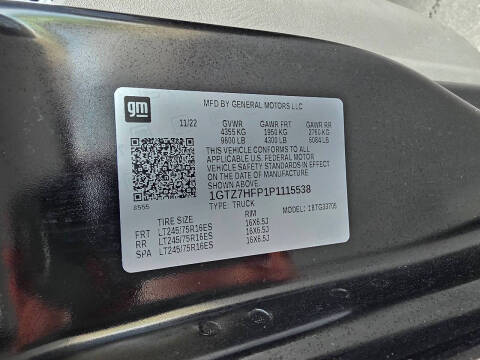 gm
MFD BY GENERAL MOTORS LLC
11/22 GVWR GAWR FRT GAWR RR
4355 KG 1950 KG 2760 KG
9600 LB 4300 LB 6084 LB
THIS VEHICLE CONFORMS TO ALL
APPLICABLE U.S. FEDERAL MOTOR
VEHICLE SAFETY STANDARDS IN EFFECT
ON THE DATE OF MANUFACTURE
SHOWN ABOVE.
1GTZ7HFP1P1115538
8555 TYPE: TRUCK
TIRE SIZE RIM MODEL: 1 8TG33705
FRT LT245/75R16ES 16X6.5J
RR LT245/75R16ES 16X6.5J
SPA LT245/75R16ES 16X6.5J